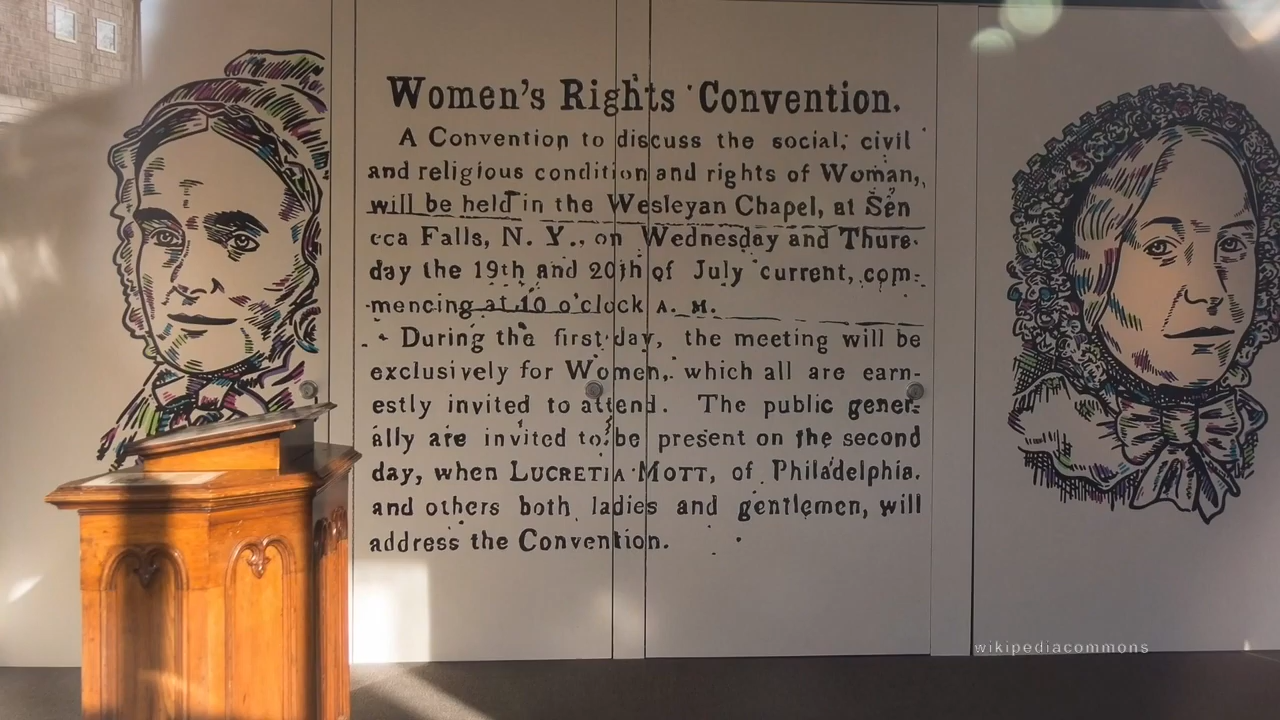 Women's Rights Convention.
A Convention to discuss the social, civil
and religious condition and rights of Woman,
will be held in the Wesleyan Chapel, at Sen
eca Falls, N. Y., on Wednesday and Thurs-
day the 19th and 20th of July current, com-
mencing at 10 o'clock A. M.
During the first day, the meeting will be
exclusively for Women, which all are earn-
estly invited to attend. The public gener-
ally are invited to be present on the second
day, when LUCRETIA MOTT, of Philadelphia.
and others both ladies and gentlemen, will
address the Convention.
wikipediacommons